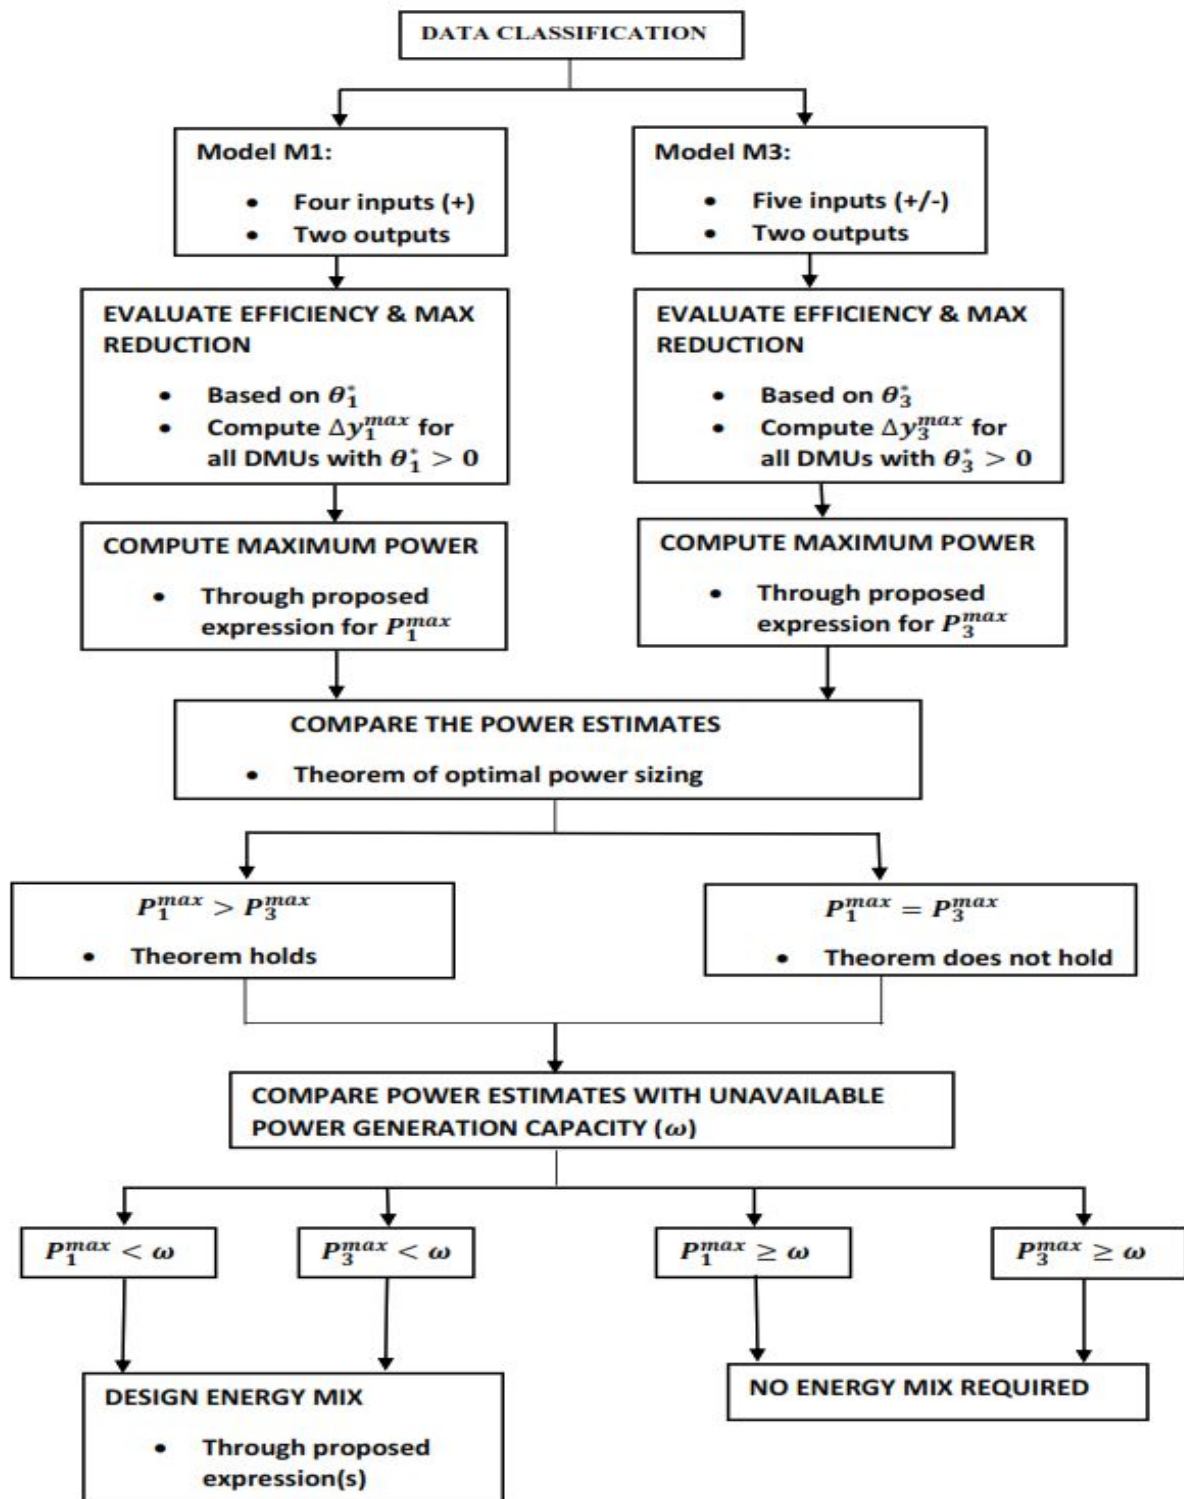 DATA CLASSIFICATION
Model M1:
• Four inputs (+)
• Two outputs
Model M3:
• Five inputs (+/-)
• Two outputs
EVALUATE EFFICIENCY & MAX
REDUCTION
• Based on θ₁*
• Compute Δy₁ᵐᵃˣ for
all DMUs with θ₁* > 0
EVALUATE EFFICIENCY & MAX
REDUCTION
• Based on θ₃*
• Compute Δy₃ᵐᵃˣ for
all DMUs with θ₃* > 0
COMPUTE MAXIMUM POWER
• Through proposed
expression for P₁ᵐᵃˣ
COMPUTE MAXIMUM POWER
• Through proposed
expression for P₃ᵐᵃˣ
COMPARE THE POWER ESTIMATES
• Theorem of optimal power sizing
P₁ᵐᵃˣ > P₃ᵐᵃˣ
• Theorem holds
P₁ᵐᵃˣ = P₃ᵐᵃˣ
• Theorem does not hold
COMPARE POWER ESTIMATES WITH UNAVAILABLE
POWER GENERATION CAPACITY (ω)
P₁ᵐᵃˣ < ω
P₃ᵐᵃˣ < ω
P₁ᵐᵃˣ ≥ ω
P₃ᵐᵃˣ ≥ ω
DESIGN ENERGY MIX
• Through proposed
expression(s)
NO ENERGY MIX REQUIRED